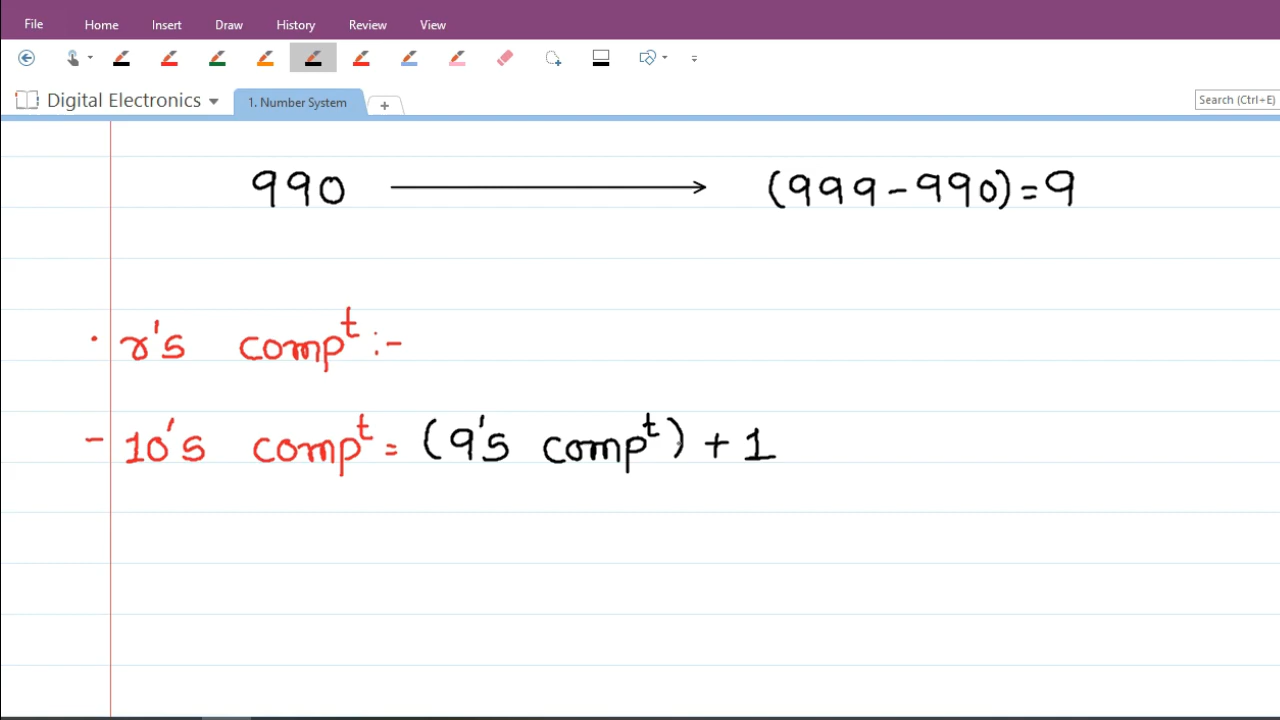 File Home Insert Draw History Review View
Digital Electronics 1. Number System + Search (Ctrl+E)
990 ⟶ (999-990)=9
· r's compᵗ :-
- 10's compᵗ = (9's compᵗ) + 1